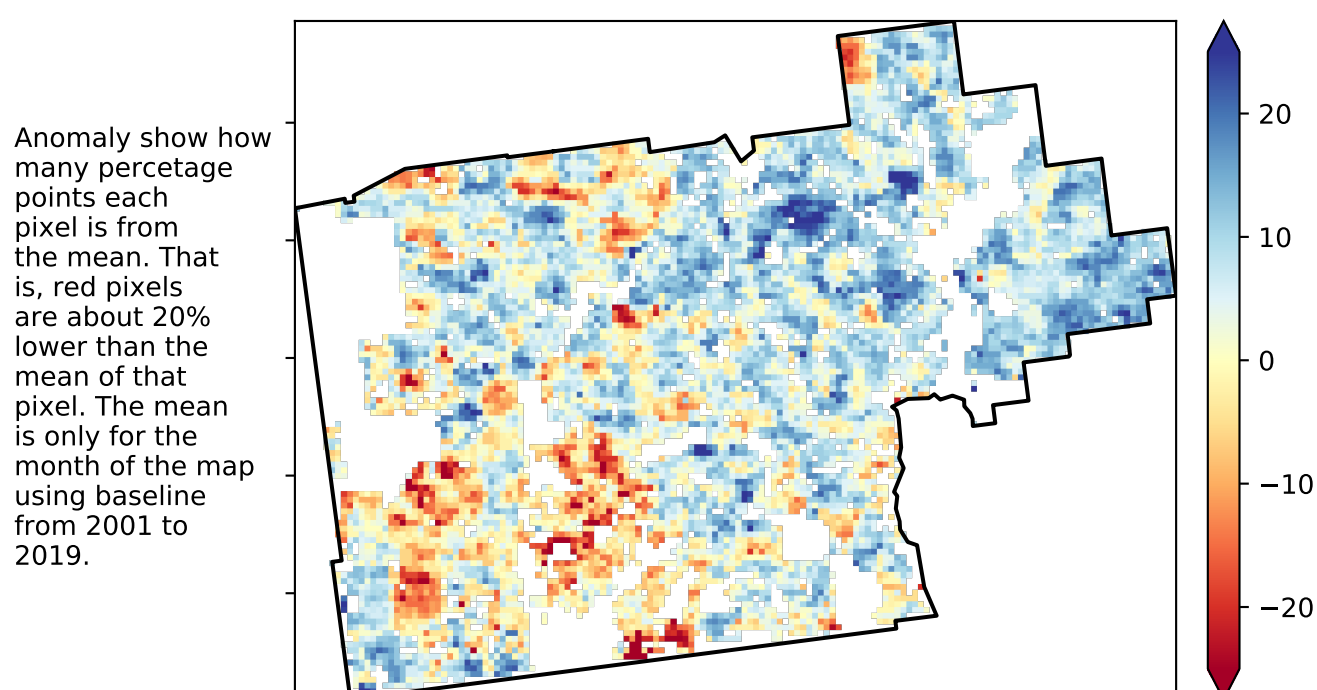 Anomaly show how
many percetage
points each
pixel is from
the mean. That
is, red pixels
are about 20%
lower than the
mean of that
pixel. The mean
is only for the
month of the map
using baseline
from 2001 to
2019.
20
10
0
−10
−20